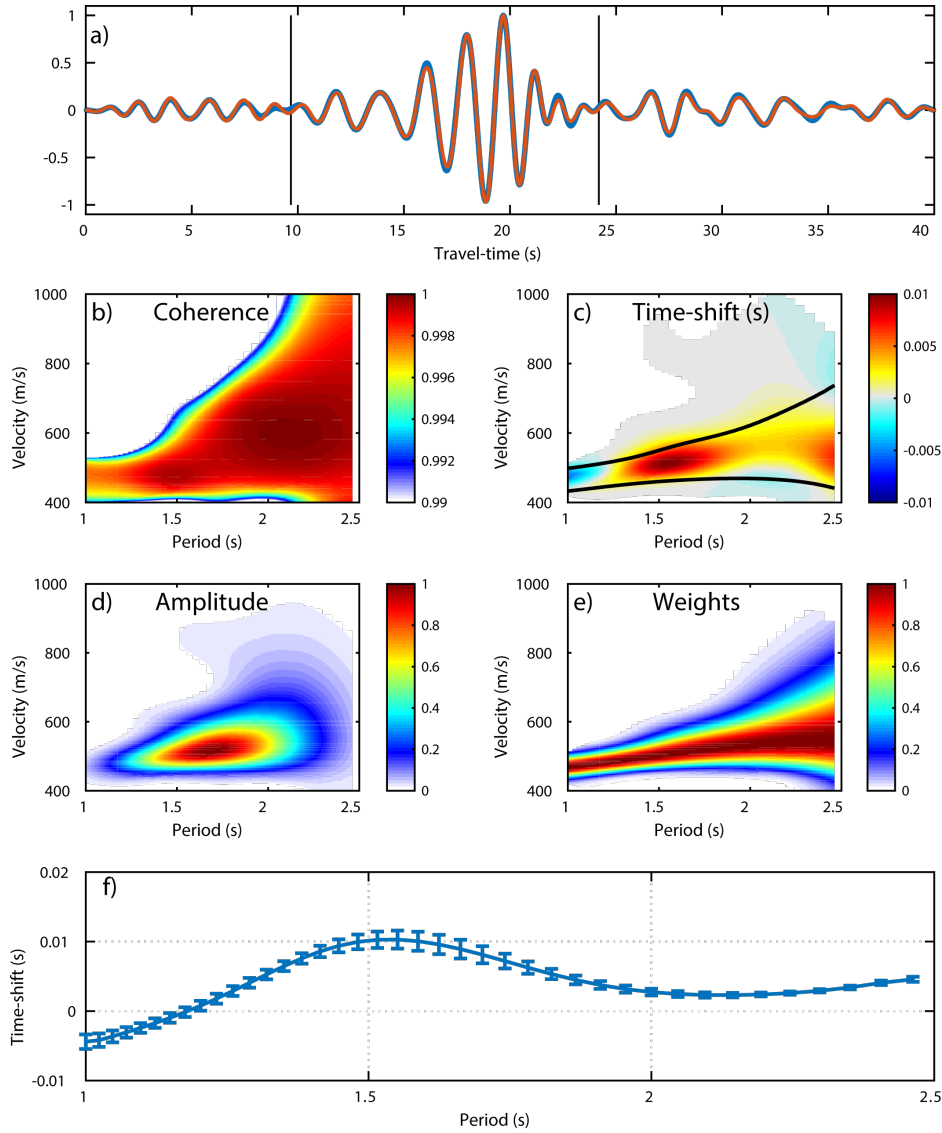 a)
1
0.5
0
-0.5
-1
0 5 10 15 20 25 30 35 40
Travel-time (s)
b) Coherence
1000
800
600
400
Velocity (m/s)
1 1.5 2 2.5
Period (s)
1
0.998
0.996
0.994
0.992
0.99
c) Time-shift (s)
1000
800
600
400
Velocity (m/s)
1 1.5 2 2.5
Period (s)
0.01
0.005
0
-0.005
-0.01
d) Amplitude
1000
800
600
400
Velocity (m/s)
1 1.5 2 2.5
Period (s)
1
0.8
0.6
0.4
0.2
0
e) Weights
1000
800
600
400
Velocity (m/s)
1 1.5 2 2.5
Period (s)
1
0.8
0.6
0.4
0.2
0
f)
0.02
0.01
0
-0.01
Time-shift (s)
1 1.5 2 2.5
Period (s)